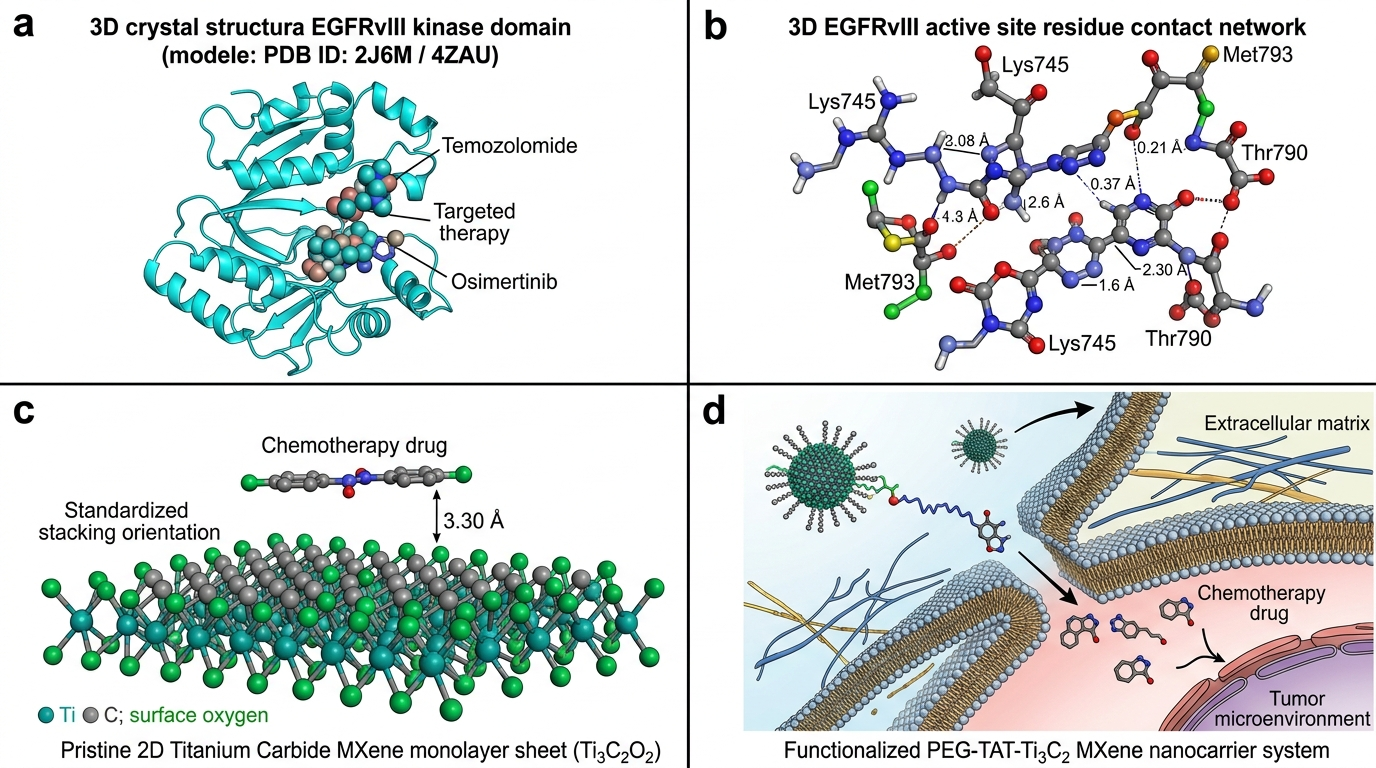 a
3D crystal structura EGFRvIII kinase domain
(modele: PDB ID: 2J6M / 4ZAU)
Temozolomide
Targeted
therapy
Osimertinib
b
3D EGFRvIII active site residue contact network
Lys745
Met793
Lys745
3.08 Å
0.21 Å
Thr790
0.37 Å
2.6 Å
4.3 Å
Met793
2.30 Å
1.6 Å
Lys745
Thr790
c
Chemotherapy drug
Standardized
stacking orientation
3.30 Å
Ti C; surface oxygen
Pristine 2D Titanium Carbide MXene monolayer sheet (Ti₃C₂O₂)
d
Extracellular matrix
Chemotherapy
drug
Tumor
microenvironment
Functionalized PEG-TAT-Ti₃C₂ MXene nanocarrier system